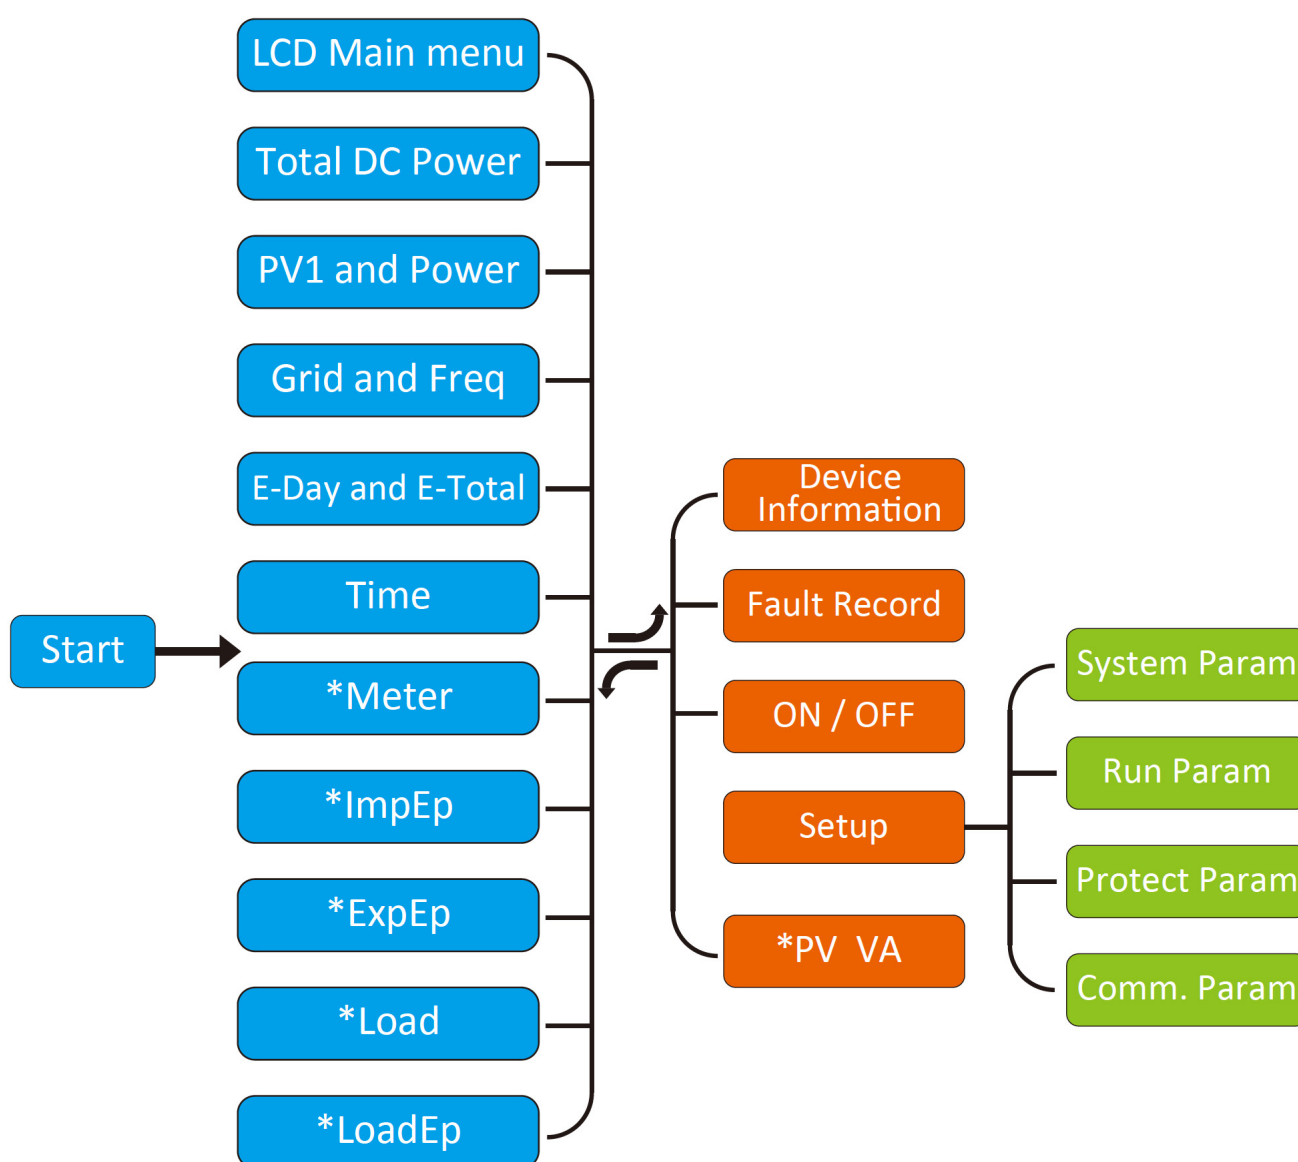 LCD Main menu
Total DC Power
PV1 and Power
Grid and Freq
E-Day and E-Total
Time
Start
*Meter
*ImpEp
*ExpEp
*Load
*LoadEp
Device
Information
Fault Record
ON / OFF
Setup
*PV VA
System Param
Run Param
Protect Param
Comm. Param